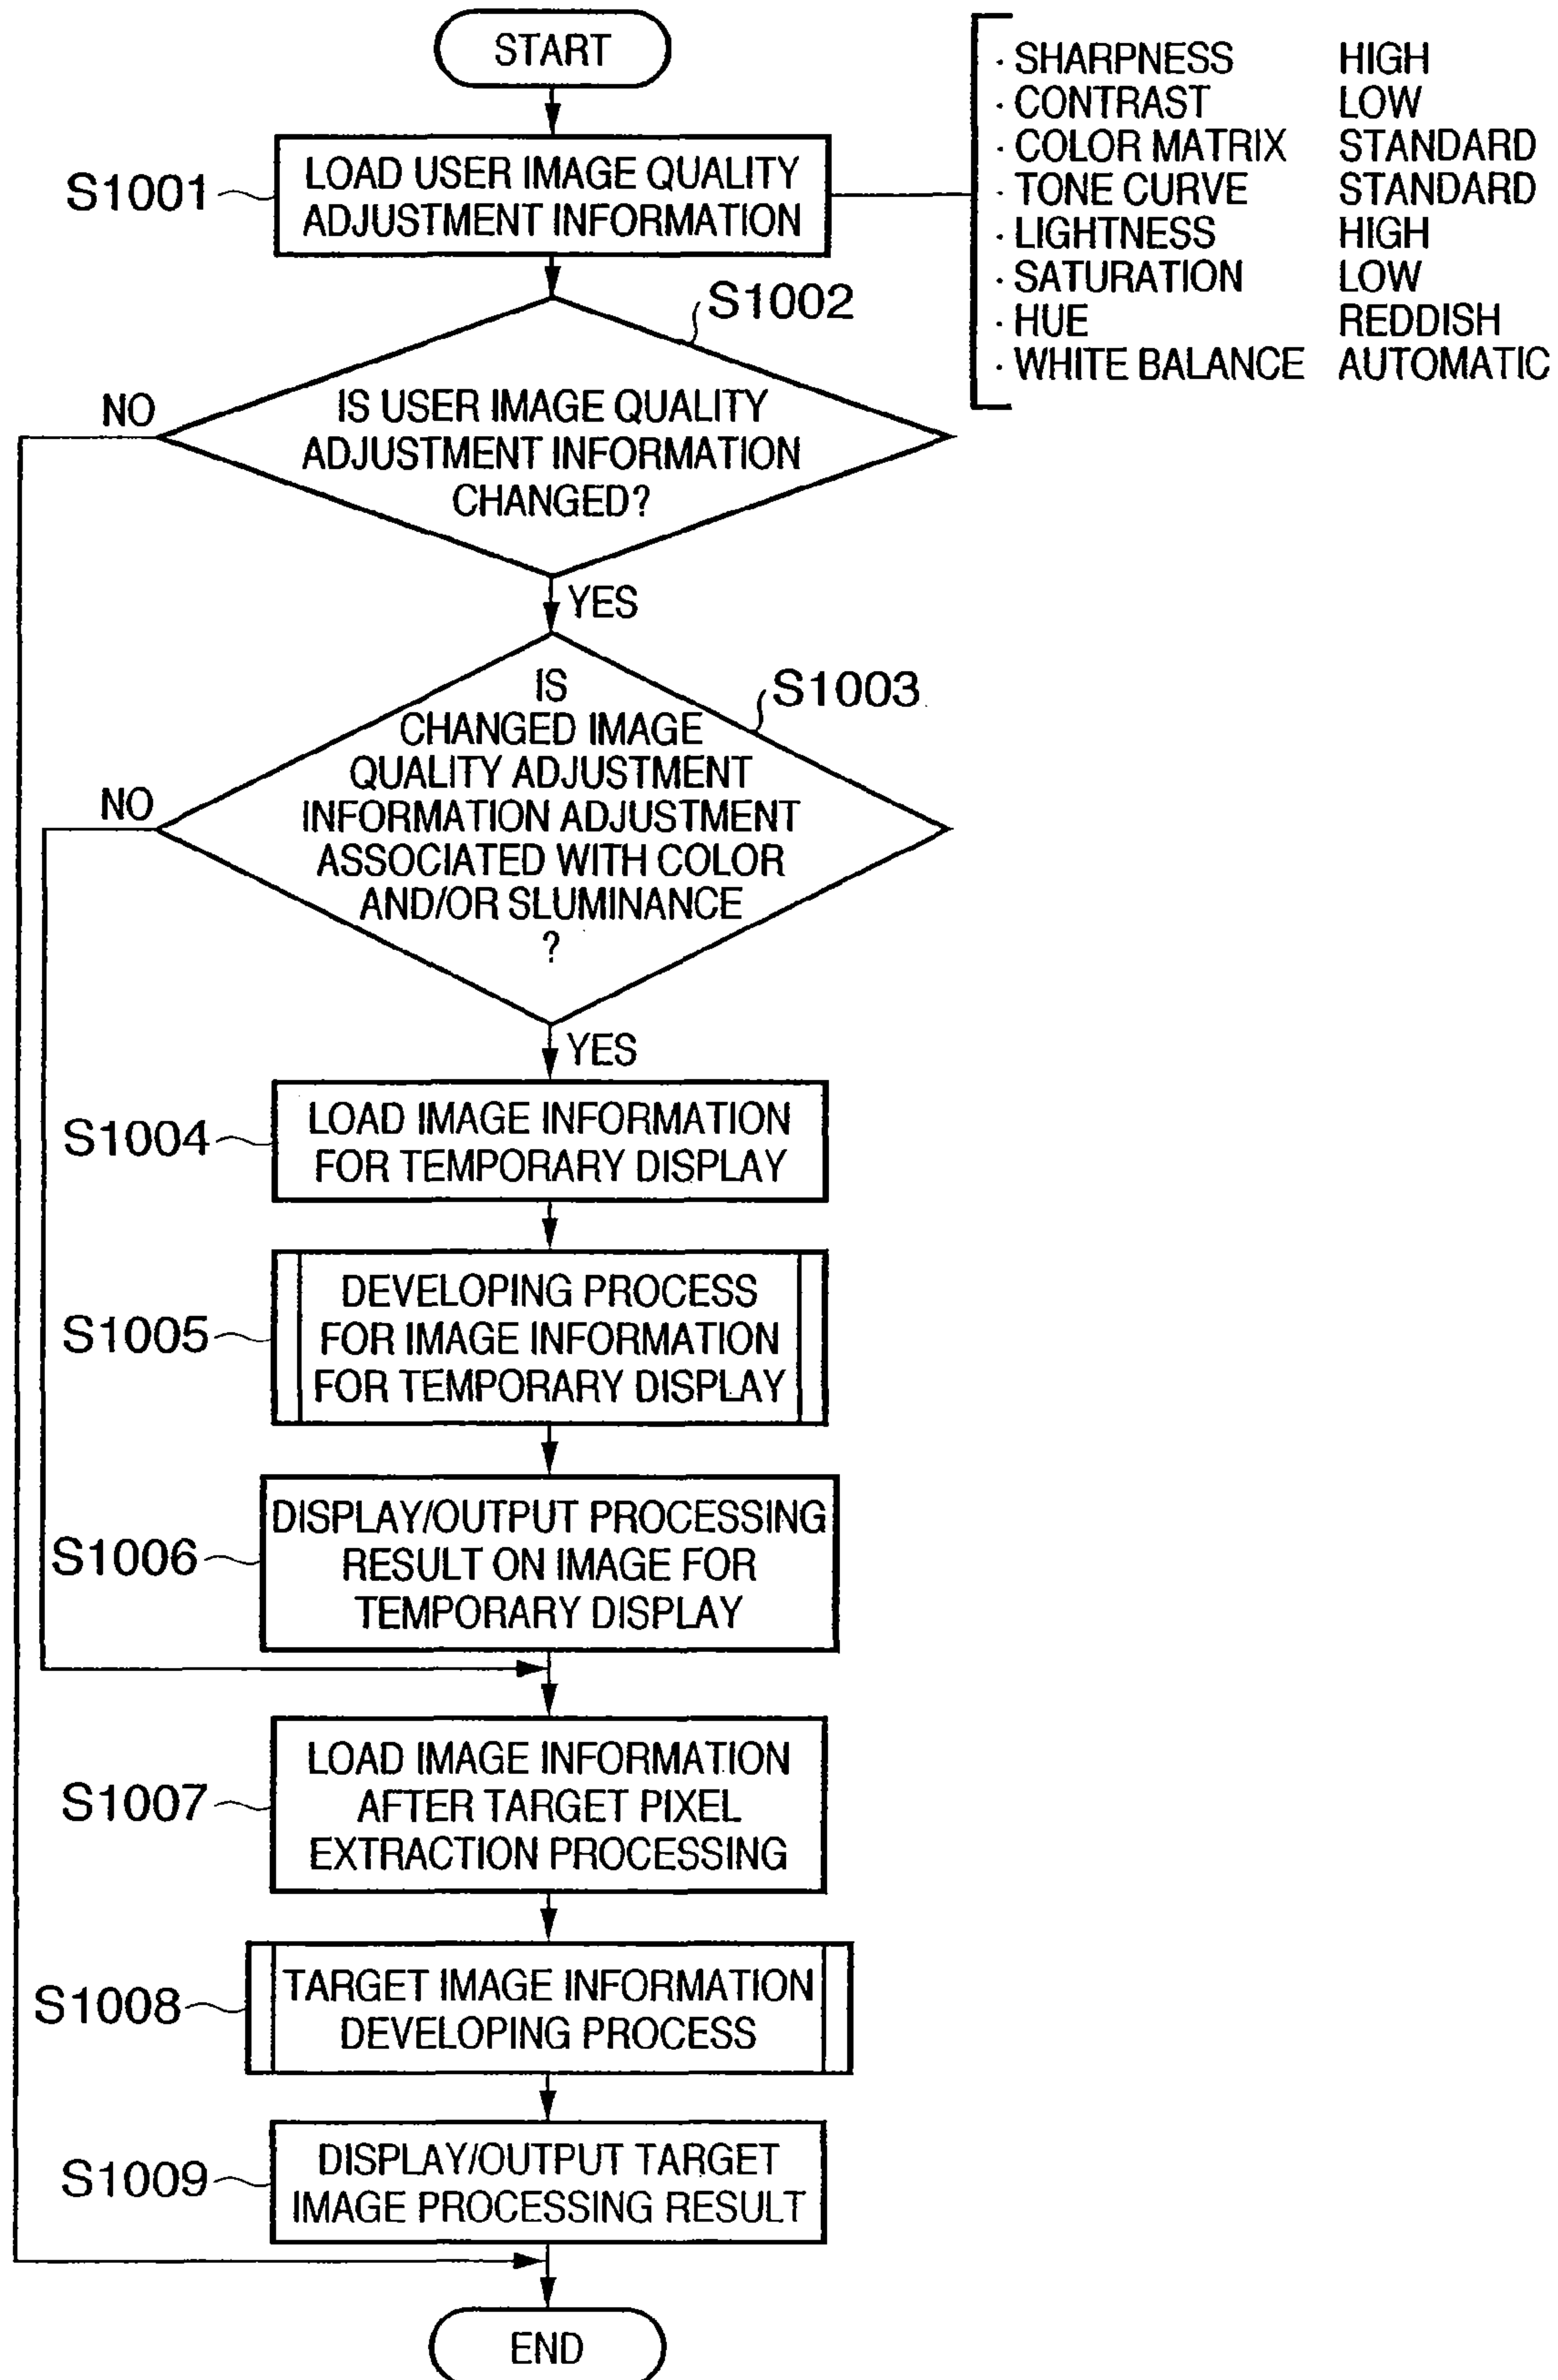 START
S1001
LOAD USER IMAGE QUALITY
ADJUSTMENT INFORMATION
· SHARPNESS HIGH
· CONTRAST LOW
· COLOR MATRIX STANDARD
· TONE CURVE STANDARD
· LIGHTNESS HIGH
· SATURATION LOW
· HUE REDDISH
· WHITE BALANCE AUTOMATIC
S1002
NO
IS USER IMAGE QUALITY
ADJUSTMENT INFORMATION
CHANGED?
YES
S1003
NO
IS
CHANGED IMAGE
QUALITY ADJUSTMENT
INFORMATION ADJUSTMENT
ASSOCIATED WITH COLOR
AND/OR SLUMINANCE
?
YES
S1004
LOAD IMAGE INFORMATION
FOR TEMPORARY DISPLAY
S1005
DEVELOPING PROCESS
FOR IMAGE INFORMATION
FOR TEMPORARY DISPLAY
S1006
DISPLAY/OUTPUT PROCESSING
RESULT ON IMAGE FOR
TEMPORARY DISPLAY
S1007
LOAD IMAGE INFORMATION
AFTER TARGET PIXEL
EXTRACTION PROCESSING
S1008
TARGET IMAGE INFORMATION
DEVELOPING PROCESS
S1009
DISPLAY/OUTPUT TARGET
IMAGE PROCESSING RESULT
END